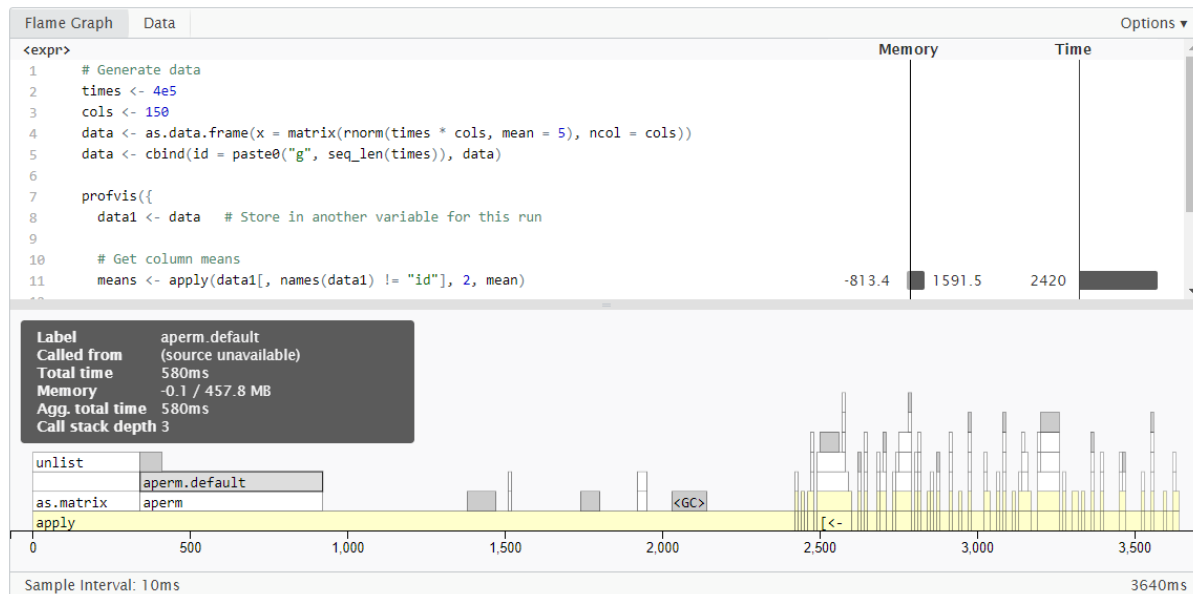 Flame Graph Data Options ▾
<expr> Memory Time
1 # Generate data
2 times <- 4e5
3 cols <- 150
4 data <- as.data.frame(x = matrix(rnorm(times * cols, mean = 5), ncol = cols))
5 data <- cbind(id = paste0("g", seq_len(times)), data)
6
7 profvis({
8 data1 <- data # Store in another variable for this run
9
10 # Get column means
11 means <- apply(data1[, names(data1) != "id"], 2, mean) -813.4 1591.5 2420
Label aperm.default
Called from (source unavailable)
Total time 580ms
Memory -0.1 / 457.8 MB
Agg. total time 580ms
Call stack depth 3
unlist
aperm.default
as.matrix aperm <GC>
apply [<-
0 500 1,000 1,500 2,000 2,500 3,000 3,500
Sample Interval: 10ms 3640ms